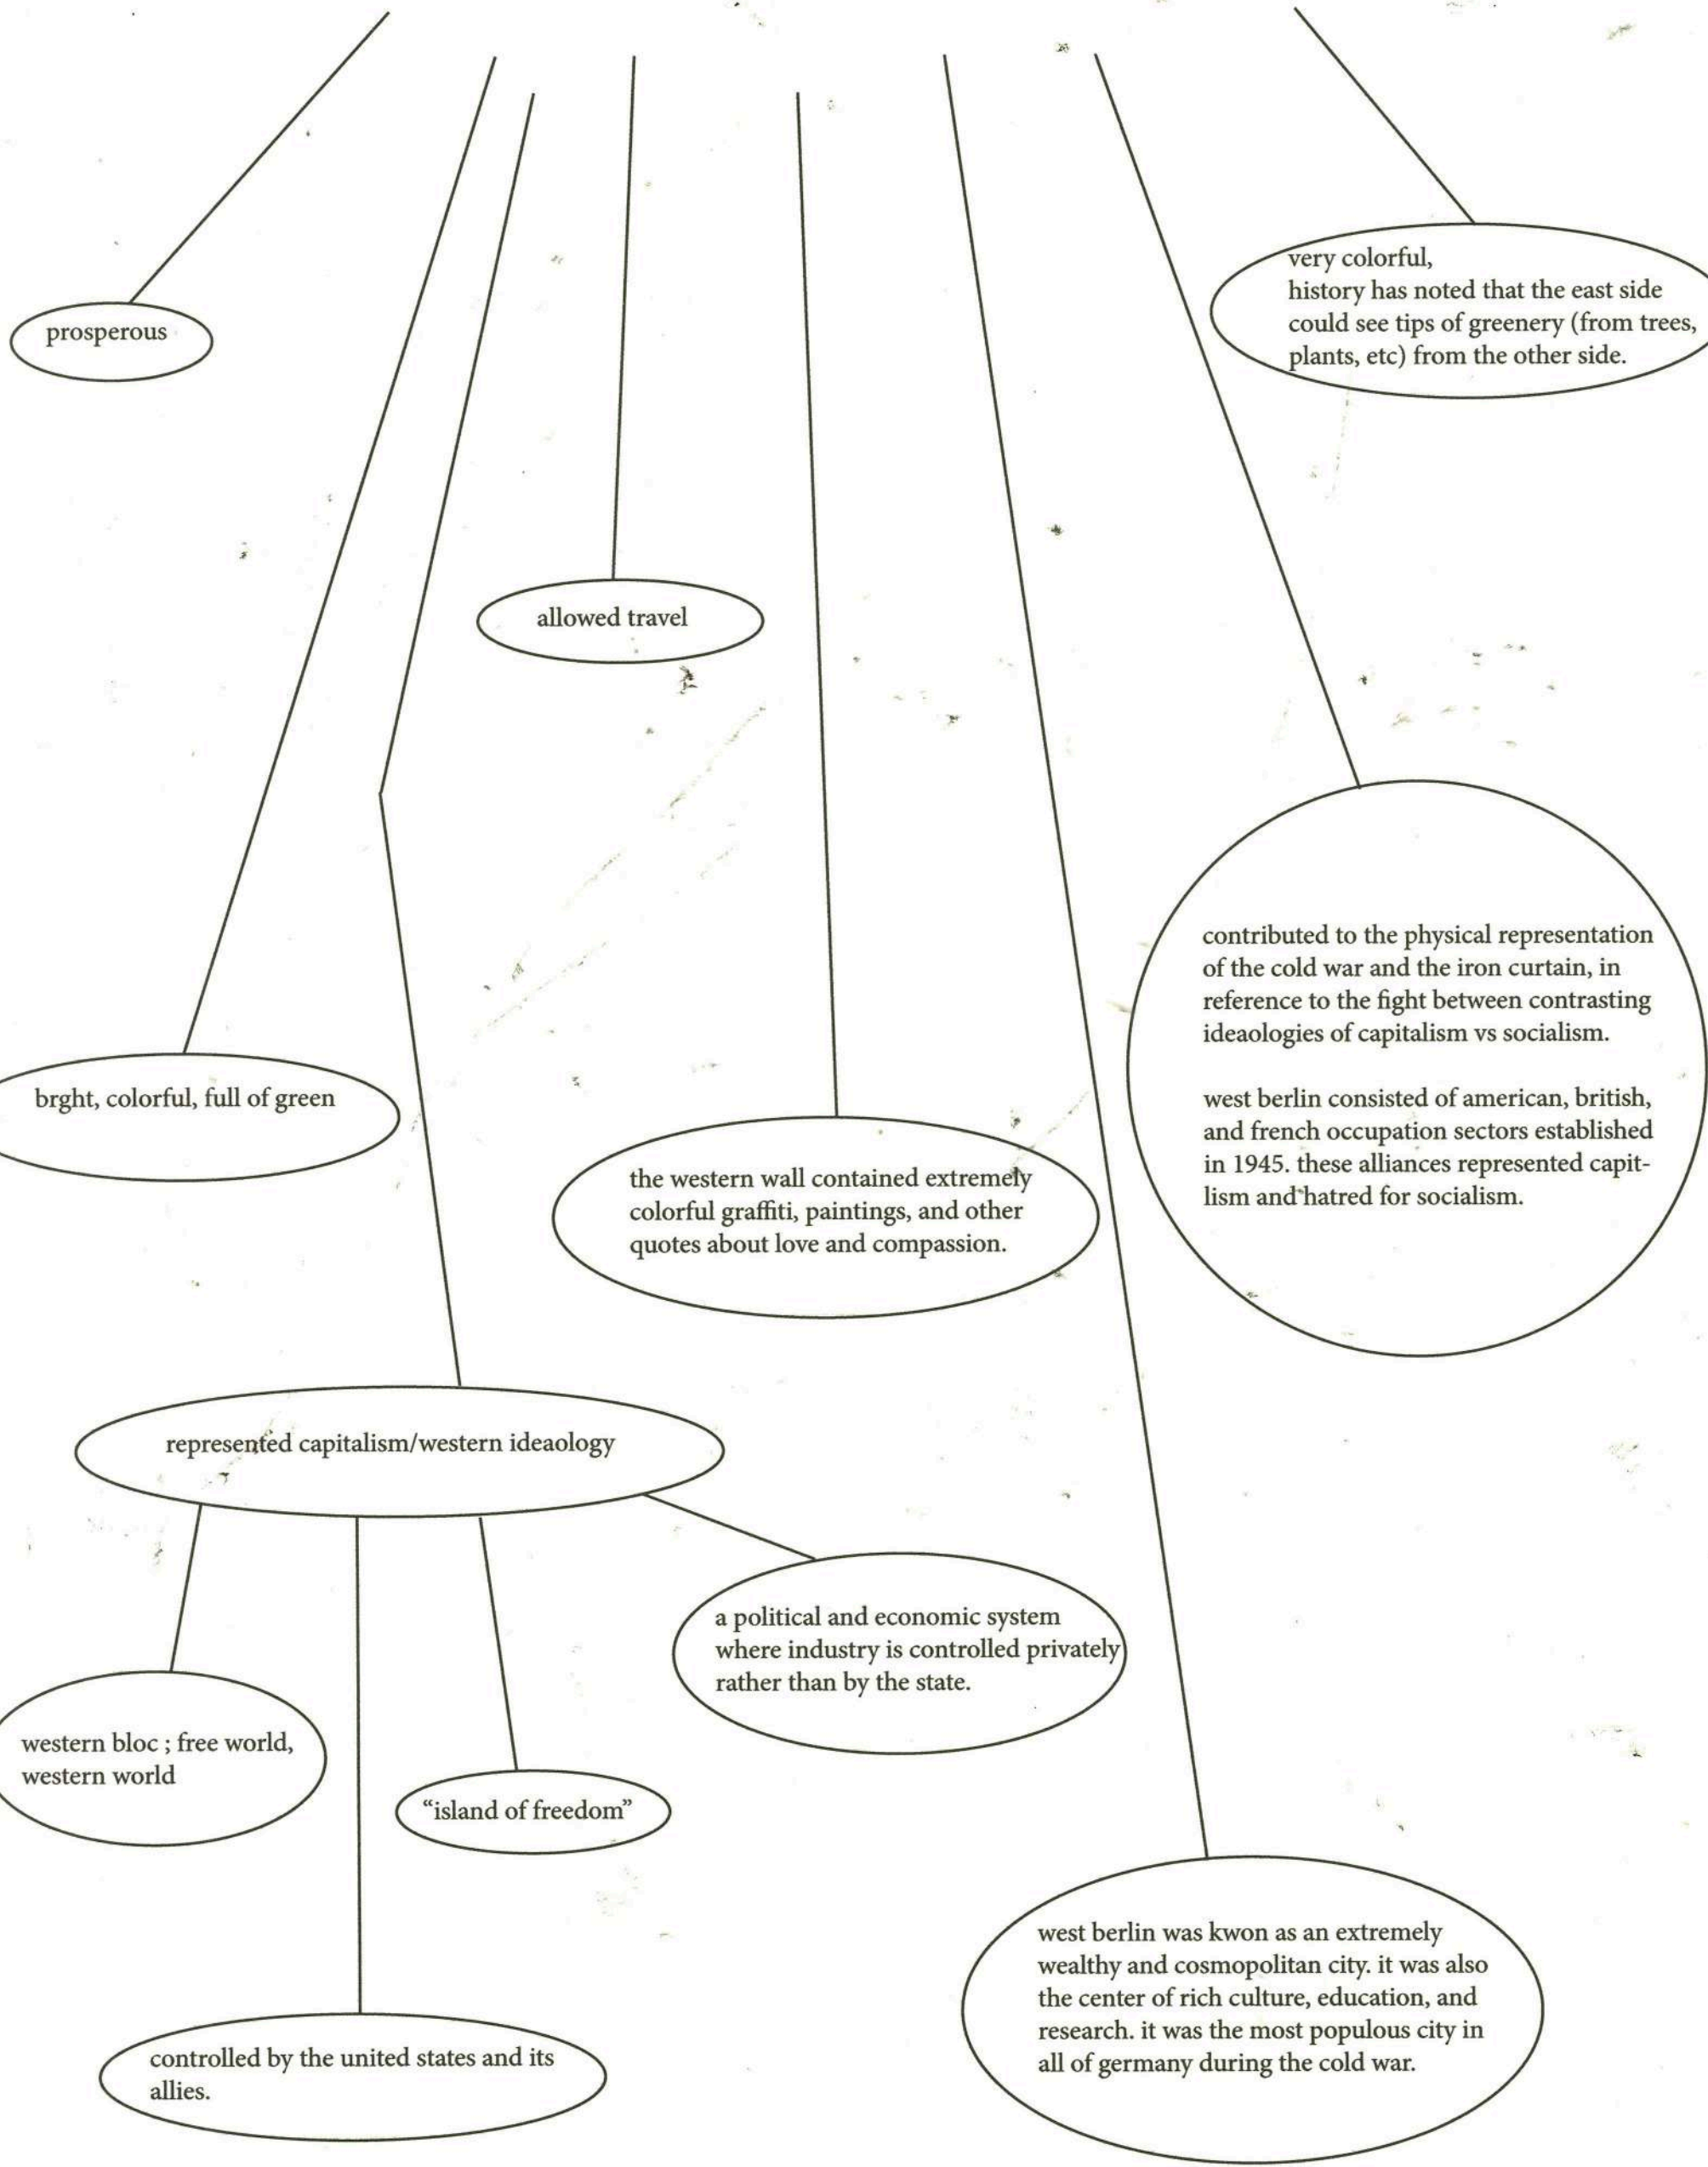 very colorful,
history has noted that the east side
could see tips of greenery (from trees,
plants, etc) from the other side.
prosperous
allowed travel
contributed to the physical representation
of the cold war and the iron curtain, in
reference to the fight between contrasting
ideaologies of capitalism vs socialism.
west berlin consisted of american, british,
and french occupation sectors established
in 1945. these alliances represented capit-
lism and hatred for socialism.
brght, colorful, full of green
the western wall contained extremely
colorful graffiti, paintings, and other
quotes about love and compassion.
represented capitalism/western ideaology
a political and economic system
where industry is controlled privately
rather than by the state.
western bloc ; free world,
western world
“island of freedom”
west berlin was kwon as an extremely
wealthy and cosmopolitan city. it was also
the center of rich culture, education, and
research. it was the most populous city in
all of germany during the cold war.
controlled by the united states and its
allies.